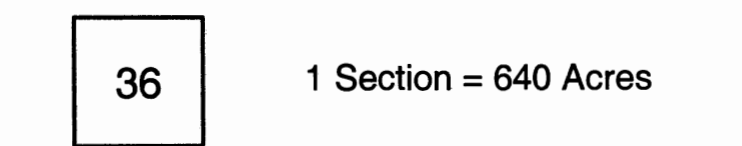 36
1 Section = 640 Acres